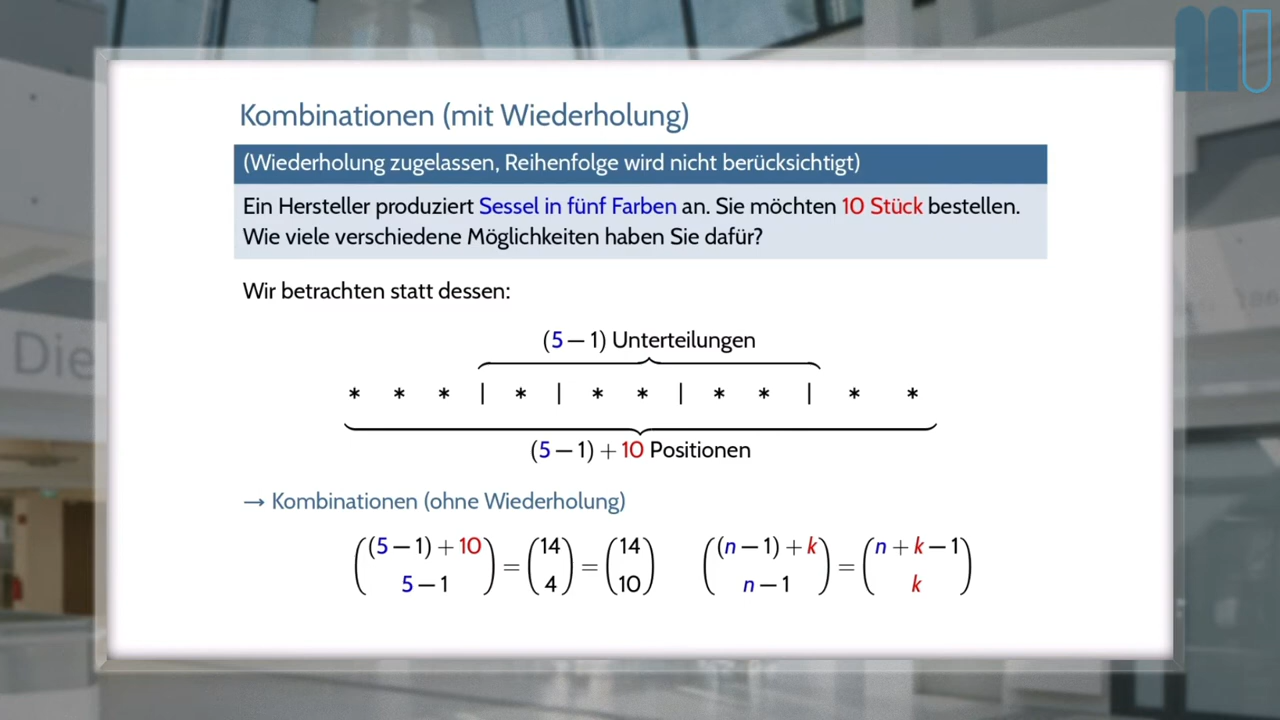 Kombinationen (mit Wiederholung)
(Wiederholung zugelassen, Reihenfolge wird nicht berücksichtigt)
Ein Hersteller produziert Sessel in fünf Farben an. Sie möchten 10 Stück bestellen.
Wie viele verschiedene Möglichkeiten haben Sie dafür?
Wir betrachten statt dessen:
(5 − 1) Unterteilungen
* * * | * | * * | * * | * *
(5 − 1) + 10 Positionen
→ Kombinationen (ohne Wiederholung)
((5 − 1) + 10 über 5 − 1) = (14 über 4) = (14 über 10) ((n − 1) + k über n − 1) = (n + k − 1 über k)
Die